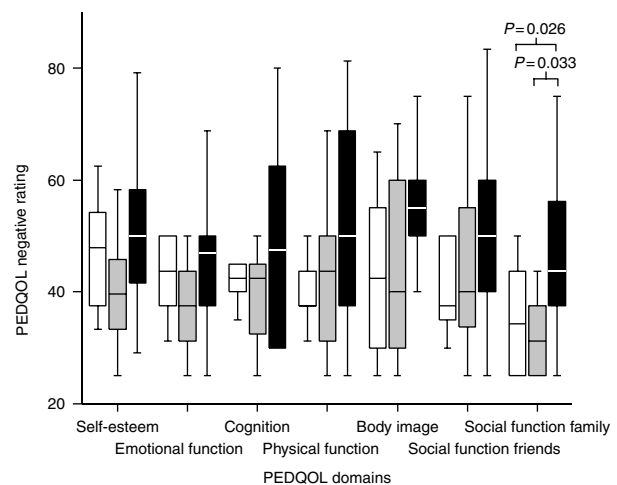 P=0.026
P=0.033
80
60
40
20
PEDQOL negative rating
Self-esteem Cognition Body image Social function family
Emotional function Physical function Social function friends
PEDQOL domains